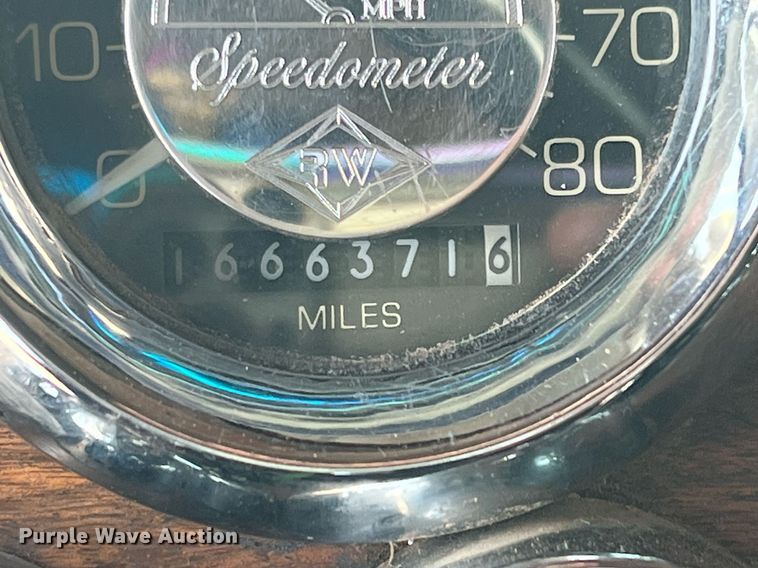 MPH
10 70
Speedometer
RW
0 80
16663716
MILES
Purple Wave Auction